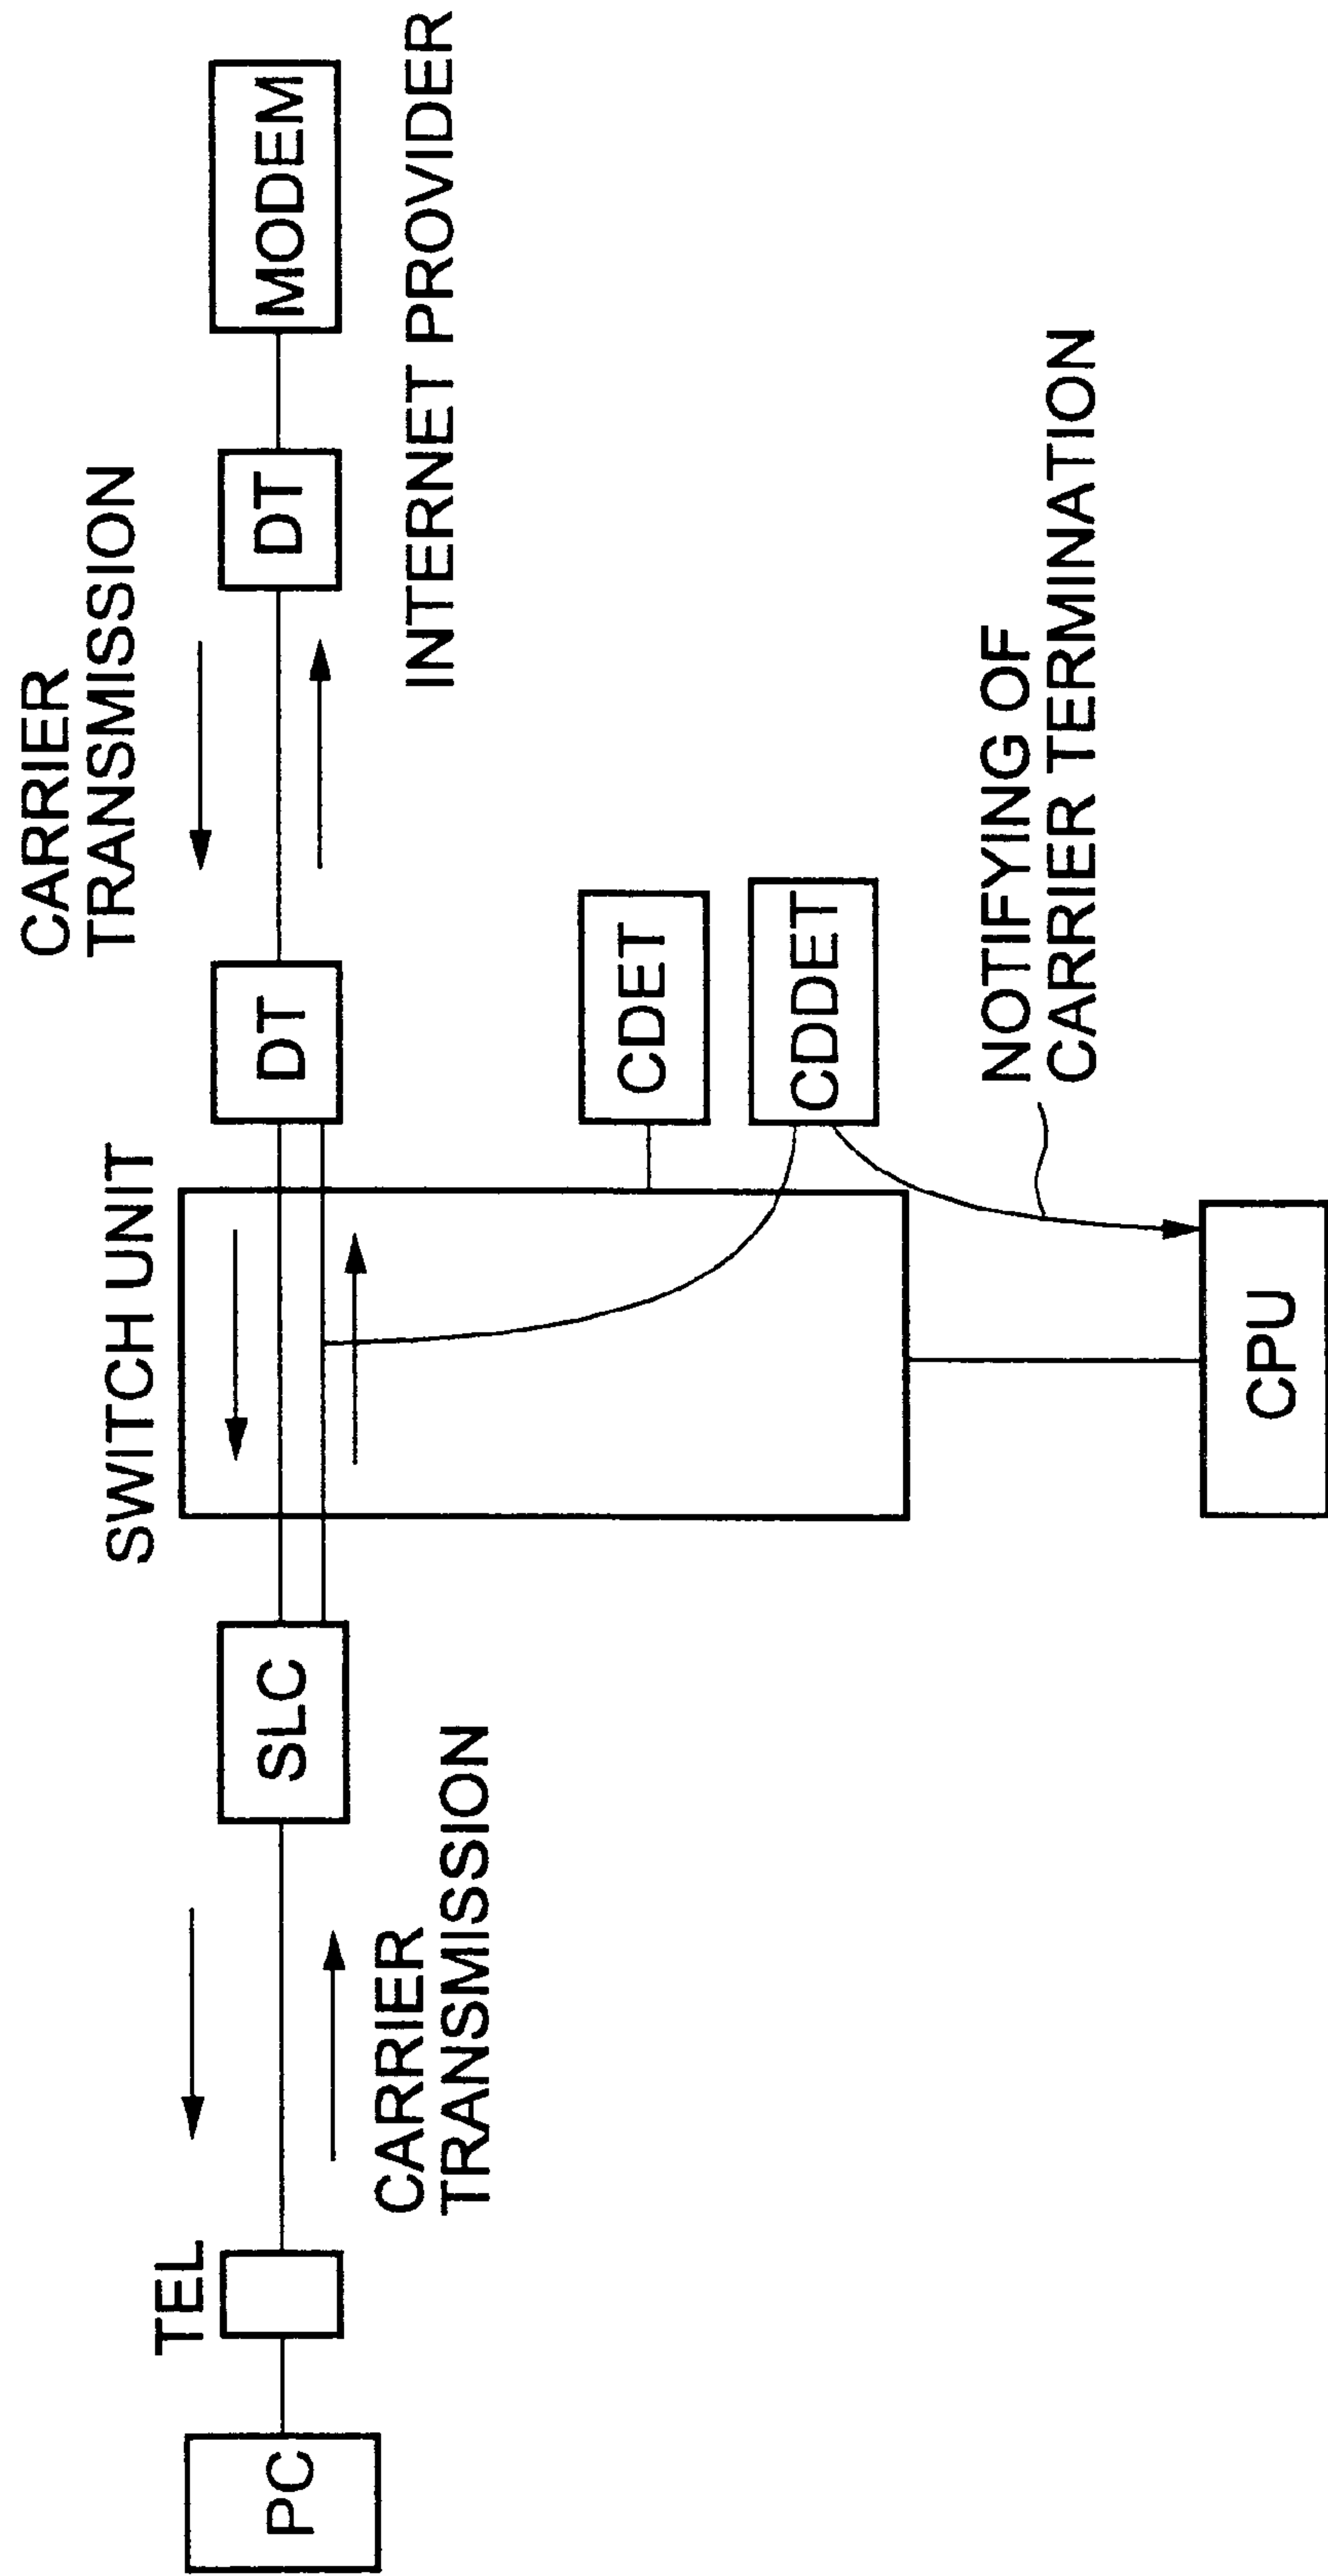 CARRIER
TRANSMISSION
SWITCH UNIT
TEL
PC
SLC
DT
DT
MODEM
CARRIER
TRANSMISSION
INTERNET PROVIDER
CDET
CDDET
NOTIFYING OF
CARRIER TERMINATION
CPU